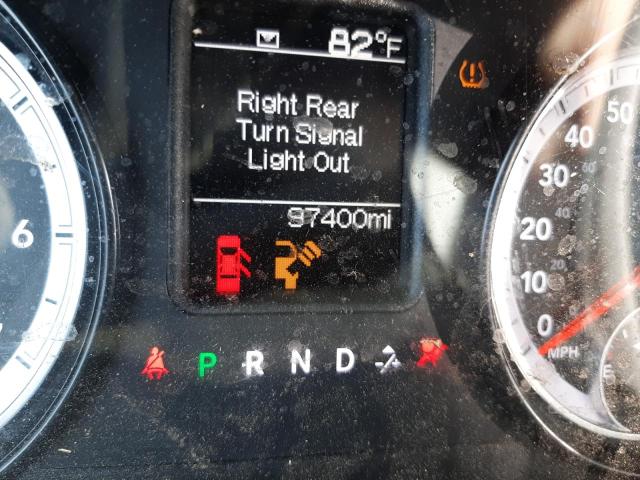 82°F
Right Rear
Turn Signal
Light Out
97400mi
50
40
30
20
10
0
MPH
6
P R N D
E